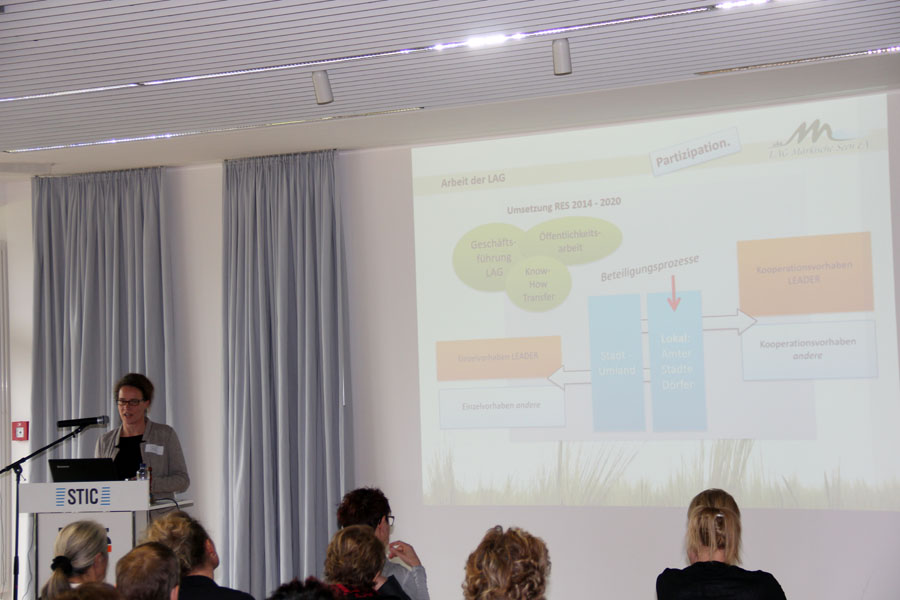 Partizipation.
LAG Märkische Seen e.V.
Arbeit der LAG
Umsetzung RES 2014 - 2020
Geschäfts-
führung
LAG
Öffentlichkeits-
arbeit
Know-
How
Transfer
Beteiligungsprozesse
Kooperationsvorhaben
LEADER
Kooperationsvorhaben
andere
Stadt -
Umland
Lokal:
Ämter
Städte
Dörfer
Einzelvorhaben LEADER
Einzelvorhaben andere
STIC